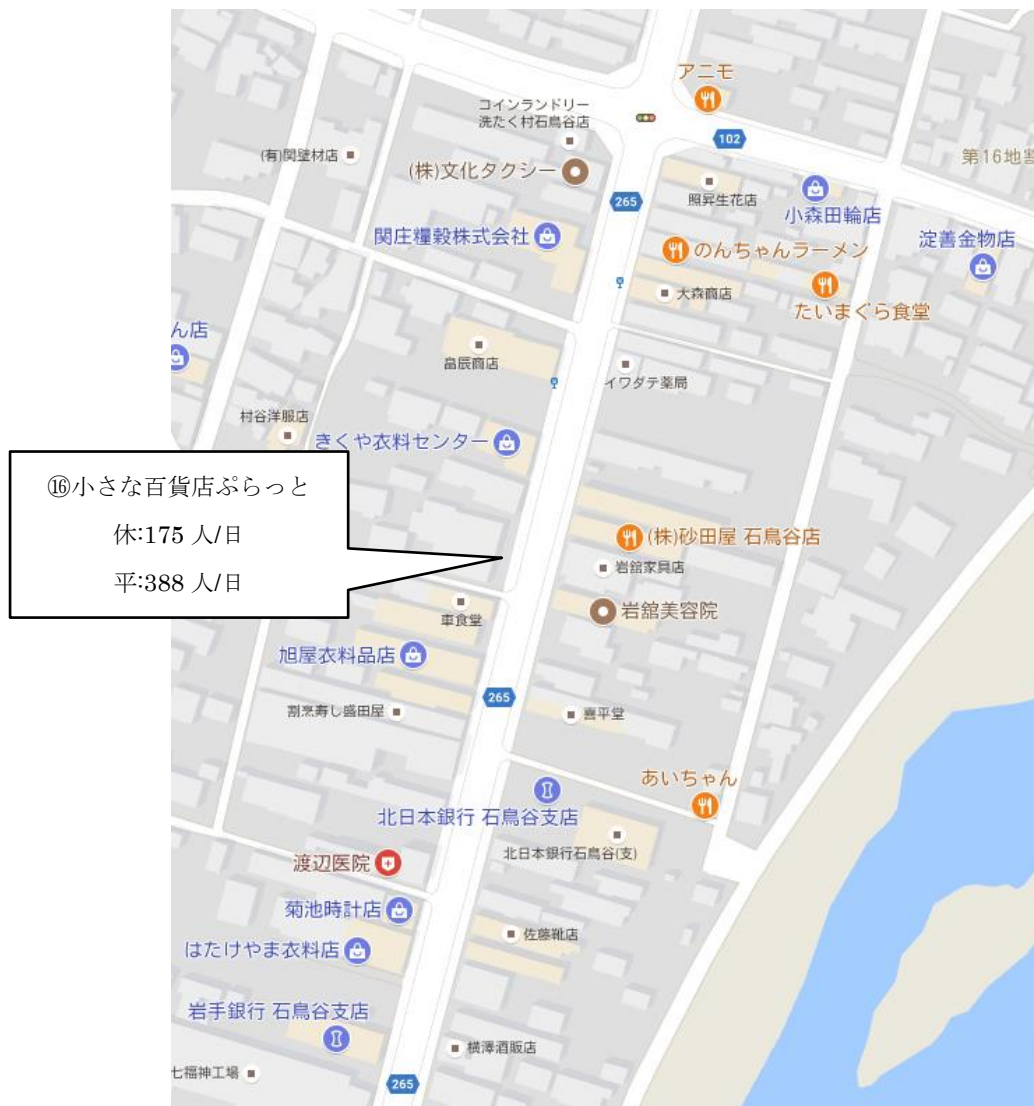 アニモ
コインランドリー
洗たく村石鳥谷店
102
(有)関壁材店
第16地割
(株)文化タクシー
照昇生花店
265
小森田輪店
関庄糧穀株式会社
淀善金物店
のんちゃんラーメン
大森商店
たいまぐら食堂
ん店
畠辰商店
イワダテ薬局
村谷洋服店
きくや衣料センター
⑯小さな百貨店ぷらっと
休:175 人/日
平:388 人/日
(株)砂田屋 石鳥谷店
岩舘家具店
岩舘美容院
車食堂
旭屋衣料品店
265
割烹寿し盛田屋
喜平堂
あいちゃん
北日本銀行 石鳥谷支店
北日本銀行石鳥谷(支)
渡辺医院
菊池時計店
佐藤靴店
はたけやま衣料店
岩手銀行 石鳥谷支店
横澤酒販店
七福神工場
265